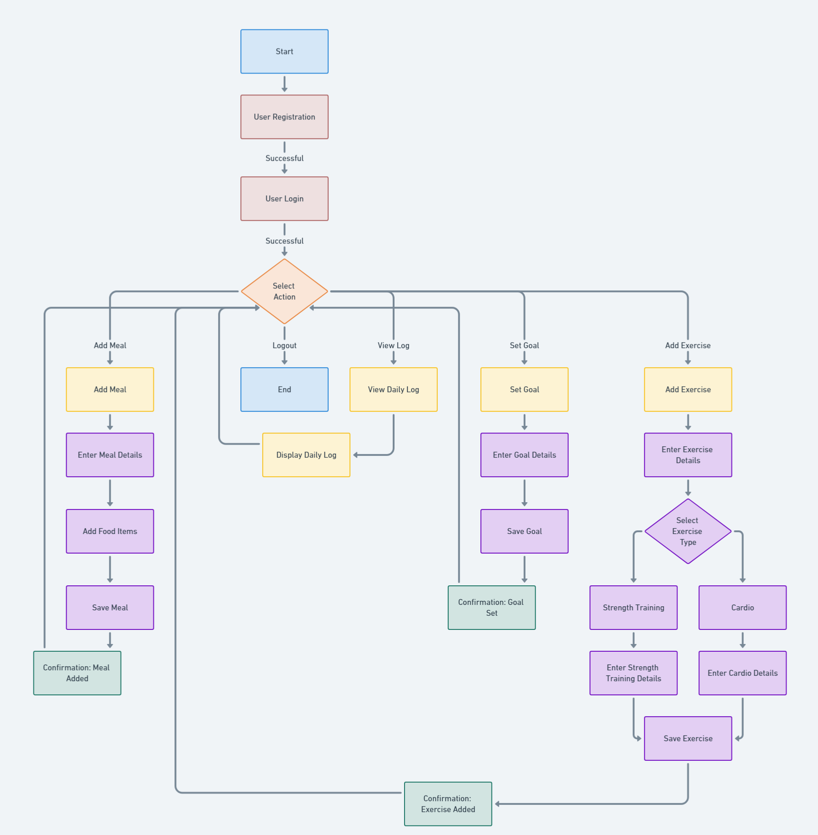 Start
User Registration
Successful
User Login
Successful
Select
Action
Add Meal
Logout
View Log
Set Goal
Add Exercise
Add Meal
End
View Daily Log
Set Goal
Add Exercise
Enter Meal Details
Display Daily Log
Enter Goal Details
Enter Exercise
Details
Add Food Items
Save Goal
Select
Exercise
Type
Save Meal
Confirmation: Goal
Set
Strength Training
Cardio
Confirmation: Meal
Added
Enter Strength
Training Details
Enter Cardio Details
Save Exercise
Confirmation:
Exercise Added